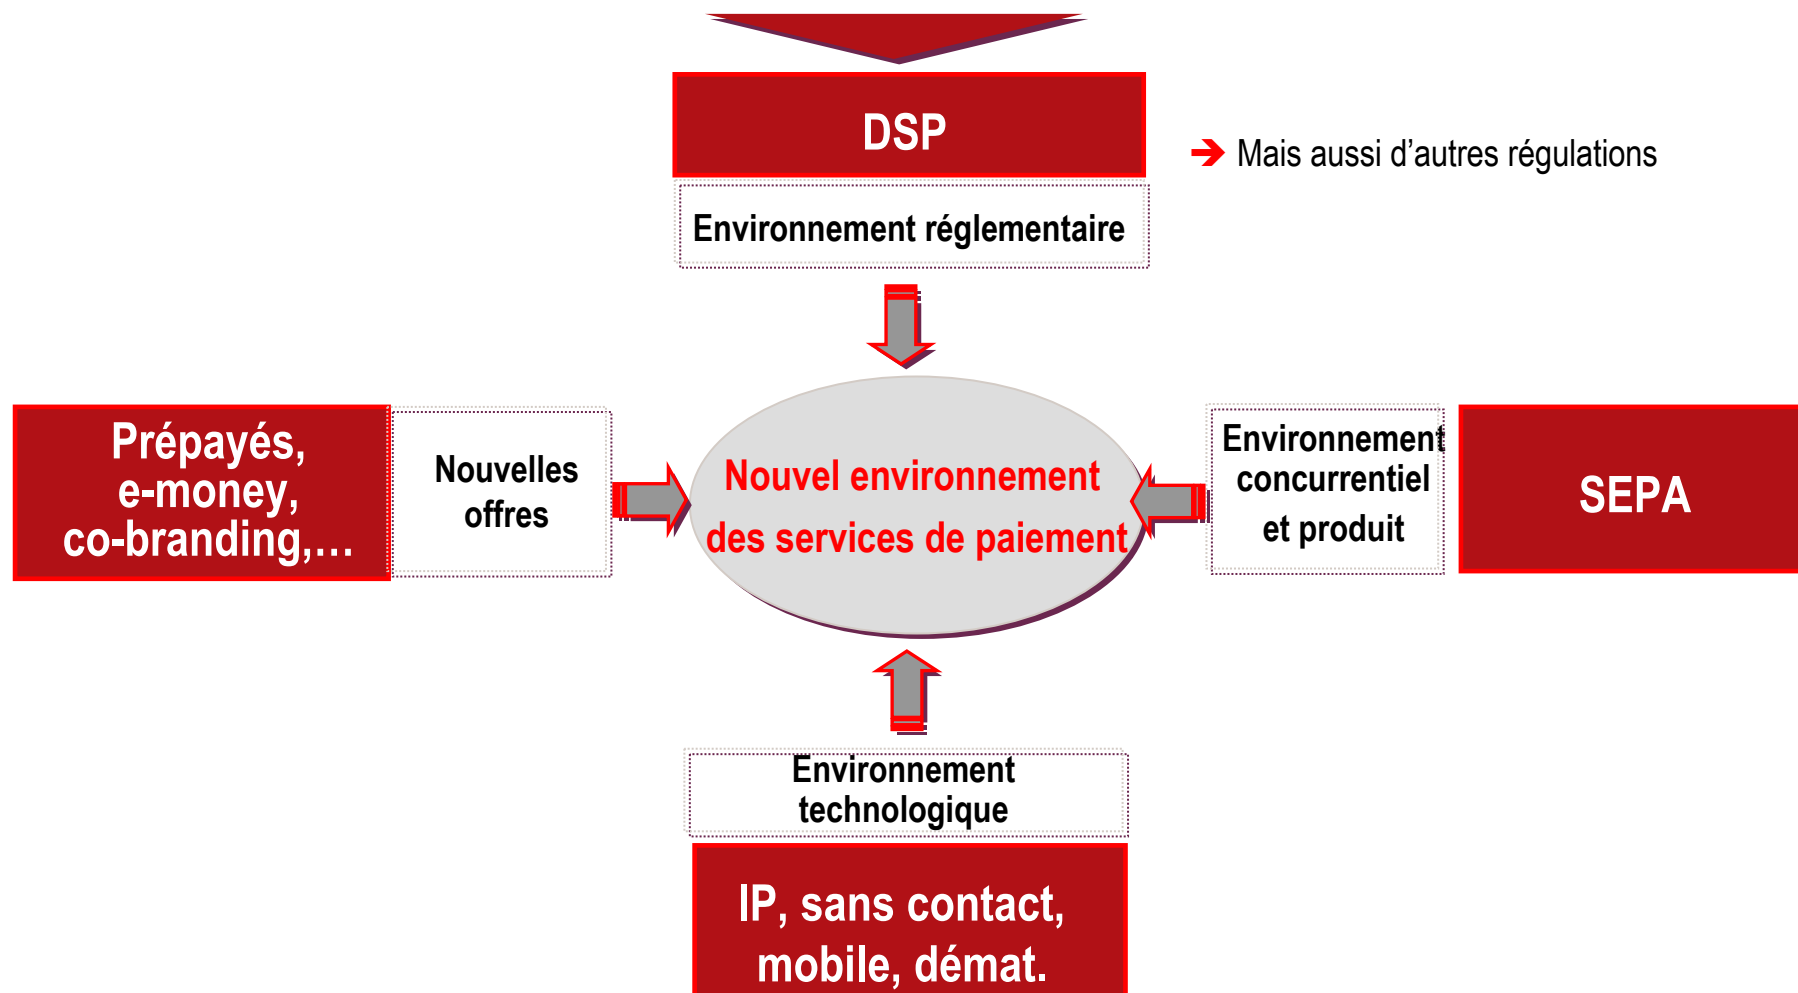 DSP
➔ Mais aussi d’autres régulations
Environnement réglementaire
Prépayés,
e-money,
co-branding,…
Nouvelles
offres
Nouvel environnement
des services de paiement
Environnement
concurrentiel
et produit
SEPA
Environnement
technologique
IP, sans contact,
mobile, démat.